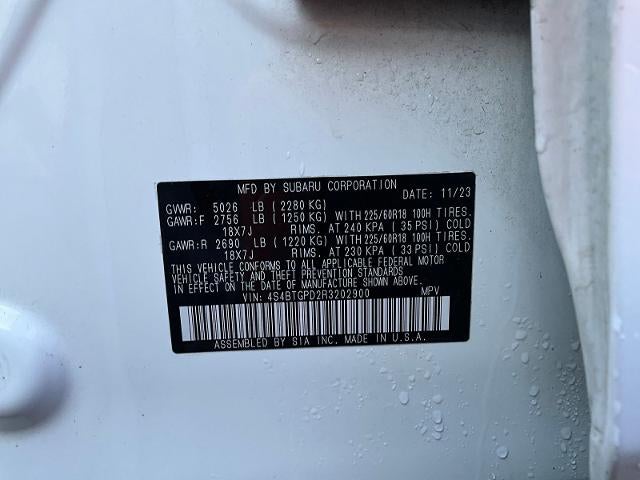 MFD BY SUBARU CORPORATION
DATE: 11/23
GVWR: 5026 LB (2280 KG)
GAWR:F 2756 LB (1250 KG) WITH 225/60R18 100H TIRES.
18X7J RIMS. AT 240 KPA (35 PSI) COLD
GAWR:R 2690 LB (1220 KG) WITH 225/60R18 100H TIRES.
18X7J RIMS. AT 230 KPA (33 PSI) COLD
THIS VEHICLE CONFORMS TO ALL APPLICABLE FEDERAL MOTOR
VEHICLE SAFETY AND THEFT PREVENTION STANDARDS
IN EFFECT ON THE DATE OF MANUFACTURE SHOWN ABOVE.
VIN: 4S4BTGPD2R3202900 MPV
ASSEMBLED BY SIA INC. MADE IN U.S.A.